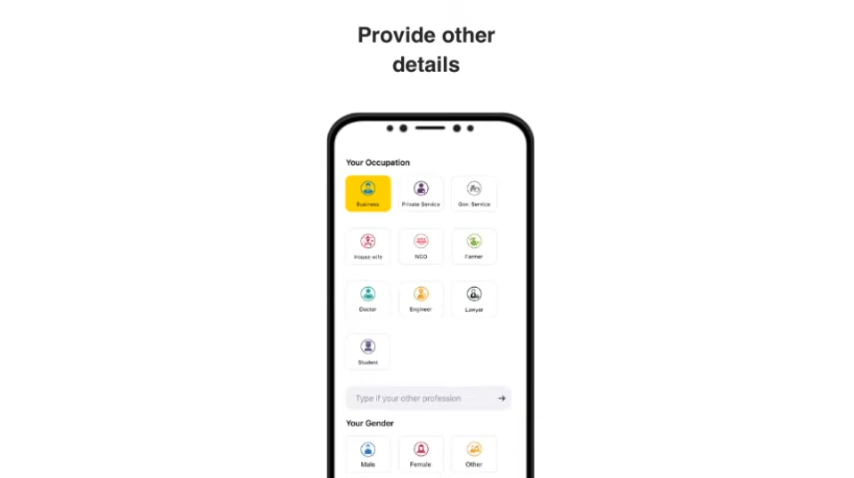 Provide other
details
Your Occupation
Business
Private Service
Gov. Service
House wife
NGO
Farmer
Doctor
Engineer
Lawyer
Student
Type if your other profession
Your Gender
Male
Female
Other